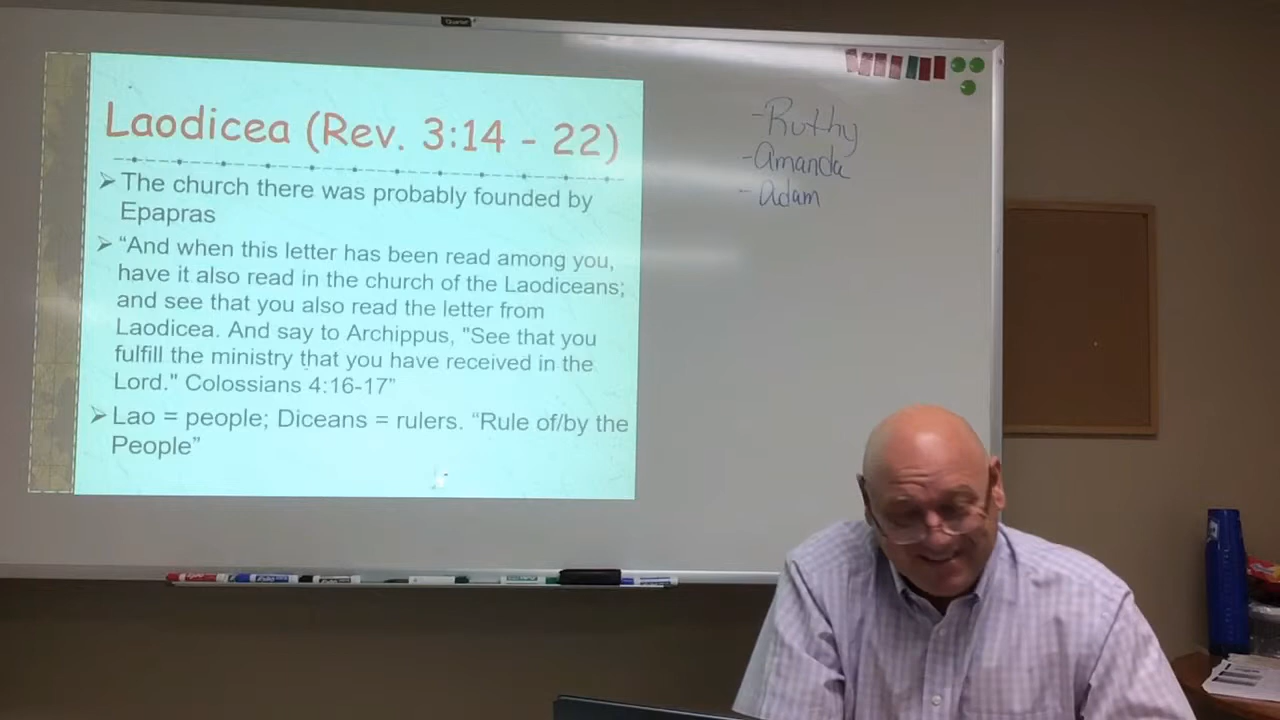 Quartet
Laodicea (Rev. 3:14 - 22)
The church there was probably founded by
Epapras
“And when this letter has been read among you,
have it also read in the church of the Laodiceans;
and see that you also read the letter from
Laodicea. And say to Archippus, "See that you
fulfill the ministry that you have received in the
Lord." Colossians 4:16-17”
Lao = people; Diceans = rulers. “Rule of/by the
People”
-Ruthy
-Amanda
- Adam